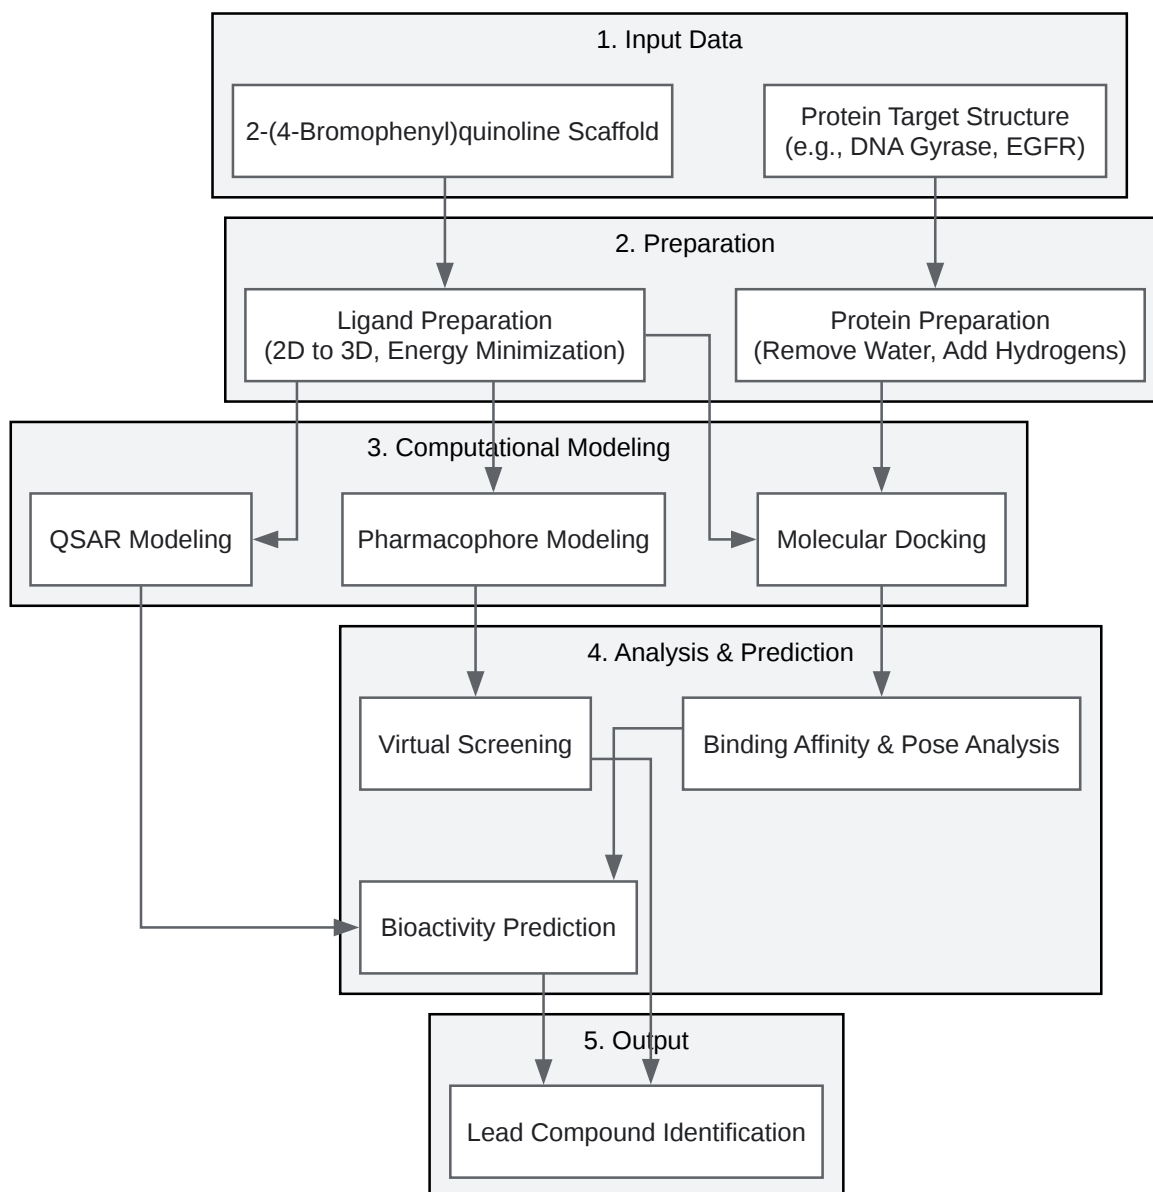 1. Input Data
2-(4-Bromophenyl)quinoline Scaffold
Protein Target Structure
(e.g., DNA Gyrase, EGFR)
2. Preparation
Ligand Preparation
(2D to 3D, Energy Minimization)
Protein Preparation
(Remove Water, Add Hydrogens)
3. Computational Modeling
QSAR Modeling
Pharmacophore Modeling
Molecular Docking
4. Analysis & Prediction
Virtual Screening
Binding Affinity & Pose Analysis
Bioactivity Prediction
5. Output
Lead Compound Identification